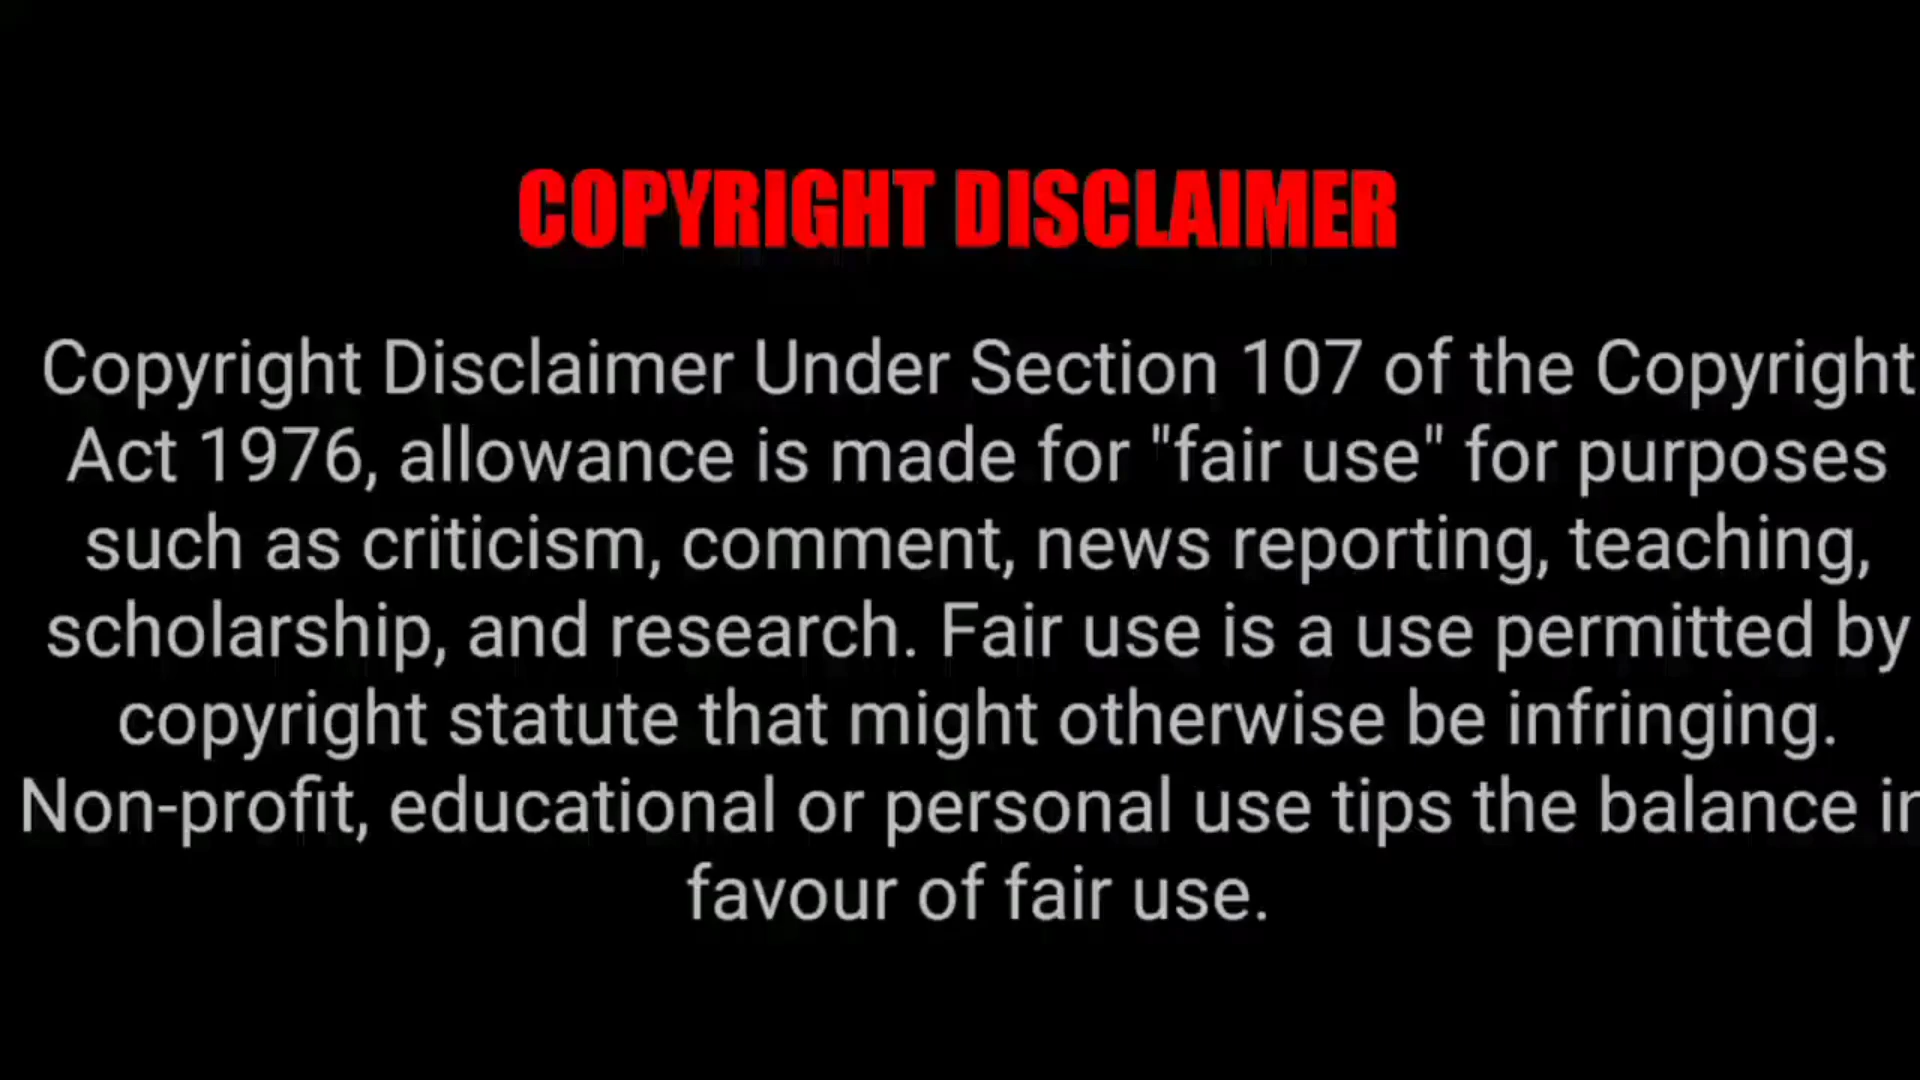 COPYRIGHT DISCLAIMER
Copyright Disclaimer Under Section 107 of the Copyright
Act 1976, allowance is made for "fair use" for purposes
such as criticism, comment, news reporting, teaching,
scholarship, and research. Fair use is a use permitted by
copyright statute that might otherwise be infringing.
Non-profit, educational or personal use tips the balance in
favour of fair use.